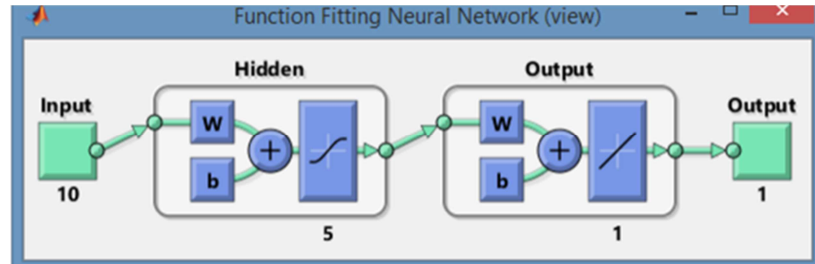 Function Fitting Neural Network (view)
Hidden
Output
Input
Output
W
b
+
W
b
+
10
5
1
1